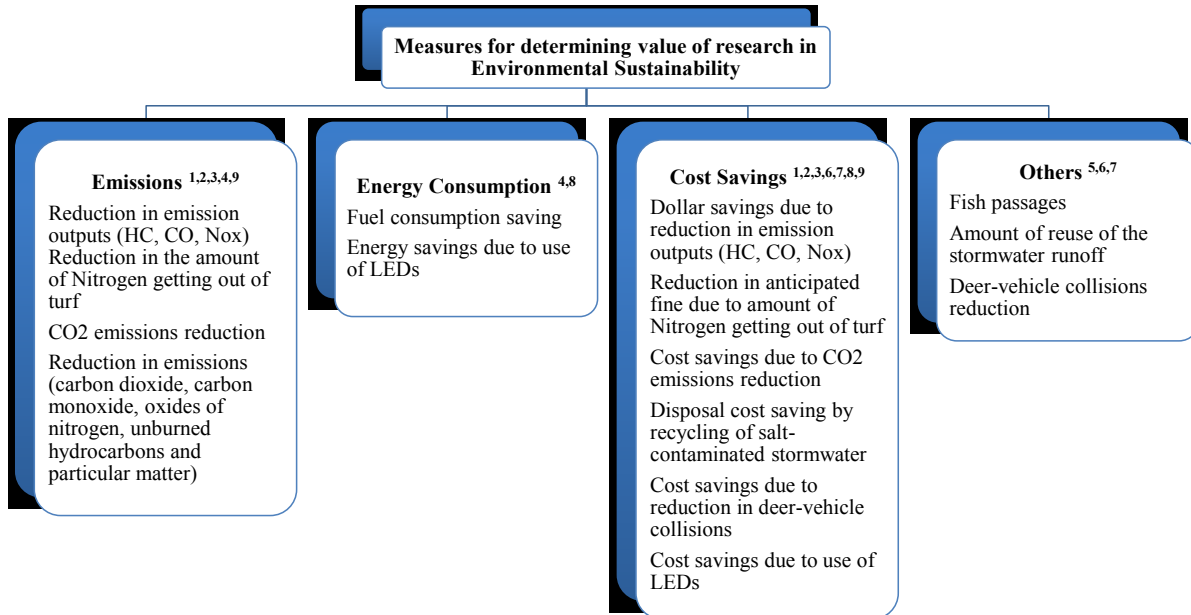 Measures for determining value of research in
Environmental Sustainability
Emissions 1,2,3,4,9
Reduction in emission
outputs (HC, CO, Nox)
Reduction in the amount
of Nitrogen getting out of
turf
CO2 emissions reduction
Reduction in emissions
(carbon dioxide, carbon
monoxide, oxides of
nitrogen, unburned
hydrocarbons and
particular matter)
Energy Consumption 4,8
Fuel consumption saving
Energy savings due to use
of LEDs
Cost Savings 1,2,3,6,7,8,9
Dollar savings due to
reduction in emission
outputs (HC, CO, Nox)
Reduction in anticipated
fine due to amount of
Nitrogen getting out of turf
Cost savings due to CO2
emissions reduction
Disposal cost saving by
recycling of salt-
contaminated stormwater
Cost savings due to
reduction in deer-vehicle
collisions
Cost savings due to use of
LEDs
Others 5,6,7
Fish passages
Amount of reuse of the
stormwater runoff
Deer-vehicle collisions
reduction